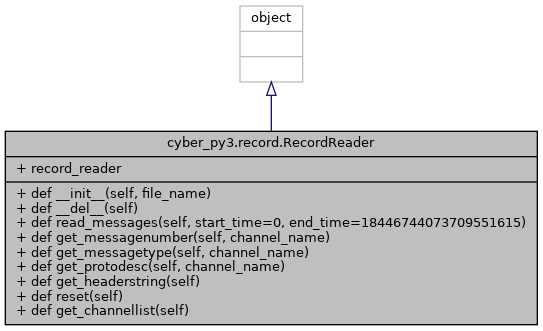 object
cyber_py3.record.RecordReader
+ record_reader
+ def __init__(self, file_name)
+ def __del__(self)
+ def read_messages(self, start_time=0, end_time=18446744073709551615)
+ def get_messagenumber(self, channel_name)
+ def get_messagetype(self, channel_name)
+ def get_protodesc(self, channel_name)
+ def get_headerstring(self)
+ def reset(self)
+ def get_channellist(self)